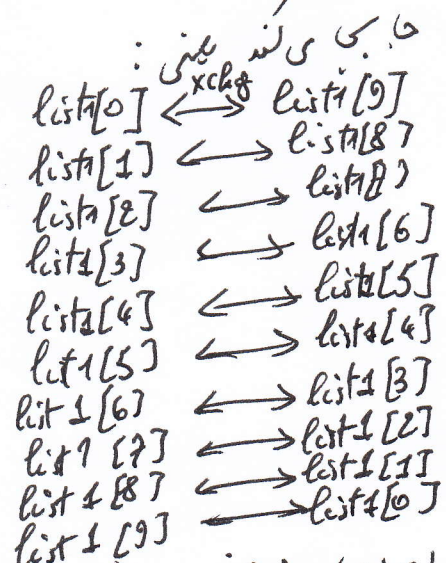 جا بجا می کند یعنی :
xchg
list1[0] ↔ list1[9]
list1[1] ↔ list1[8]
list1[2] ↔ list1[7]
list1[3] ↔ list1[6]
list1[4] ↔ list1[5]
list1[5] ↔ list1[4]
list1[6] ↔ list1[3]
list1[7] ↔ list1[2]
list1[8] ↔ list1[1]
list1[9] ↔ list1[0]